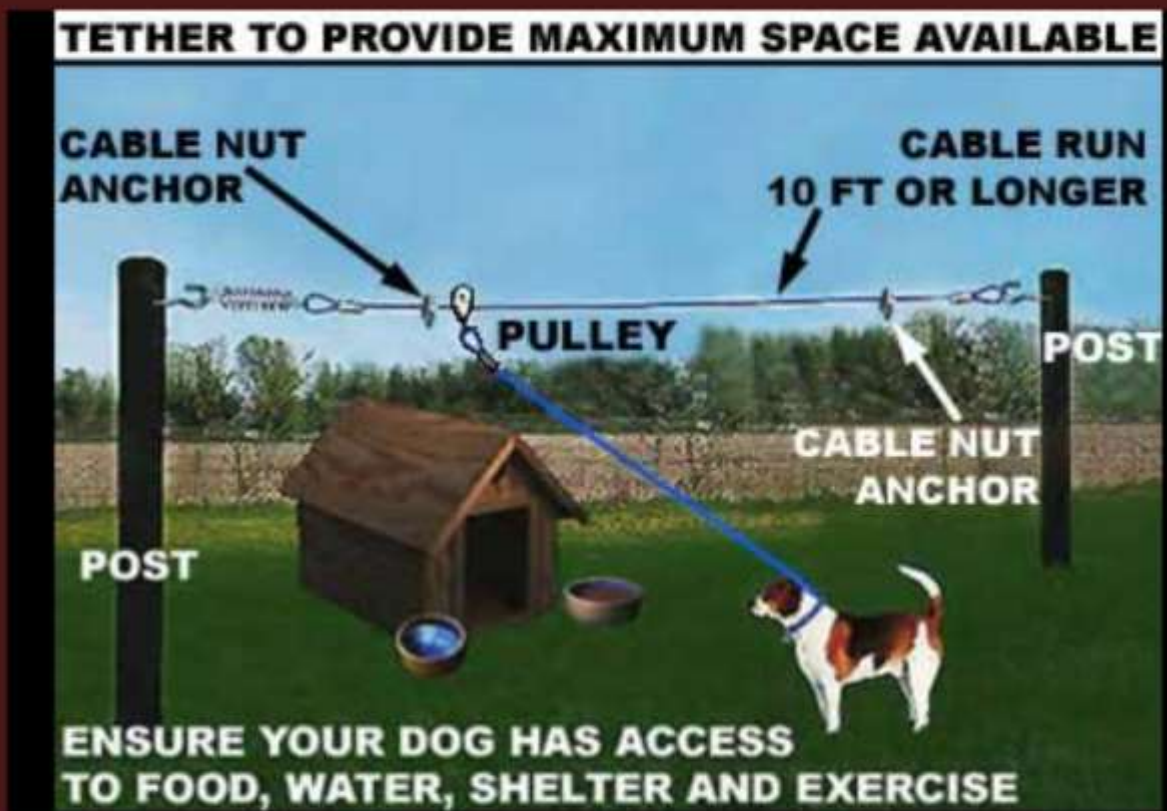 TETHER TO PROVIDE MAXIMUM SPACE AVAILABLE
CABLE NUT
ANCHOR
CABLE RUN
10 FT OR LONGER
PULLEY
POST
CABLE NUT
ANCHOR
POST
ENSURE YOUR DOG HAS ACCESS
TO FOOD, WATER, SHELTER AND EXERCISE